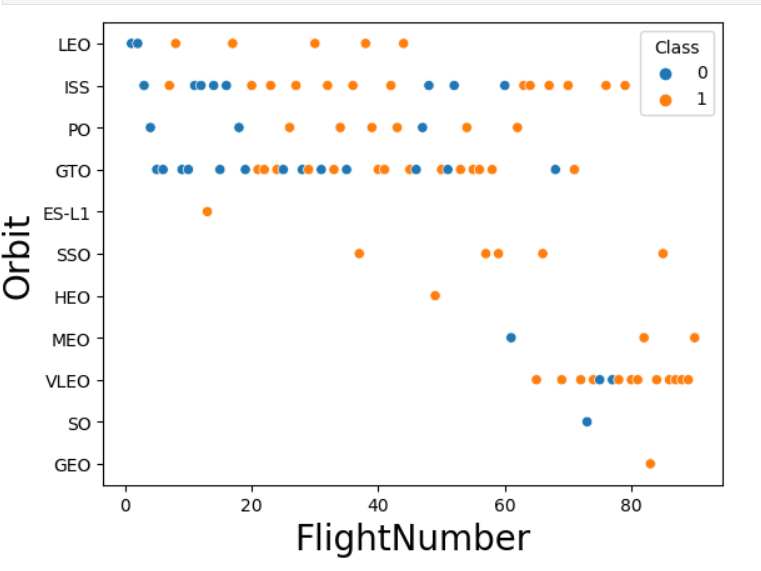 Class
0
1
LEO
ISS
PO
GTO
ES-L1
SSO
HEO
MEO
VLEO
SO
GEO
Orbit
0 20 40 60 80
FlightNumber